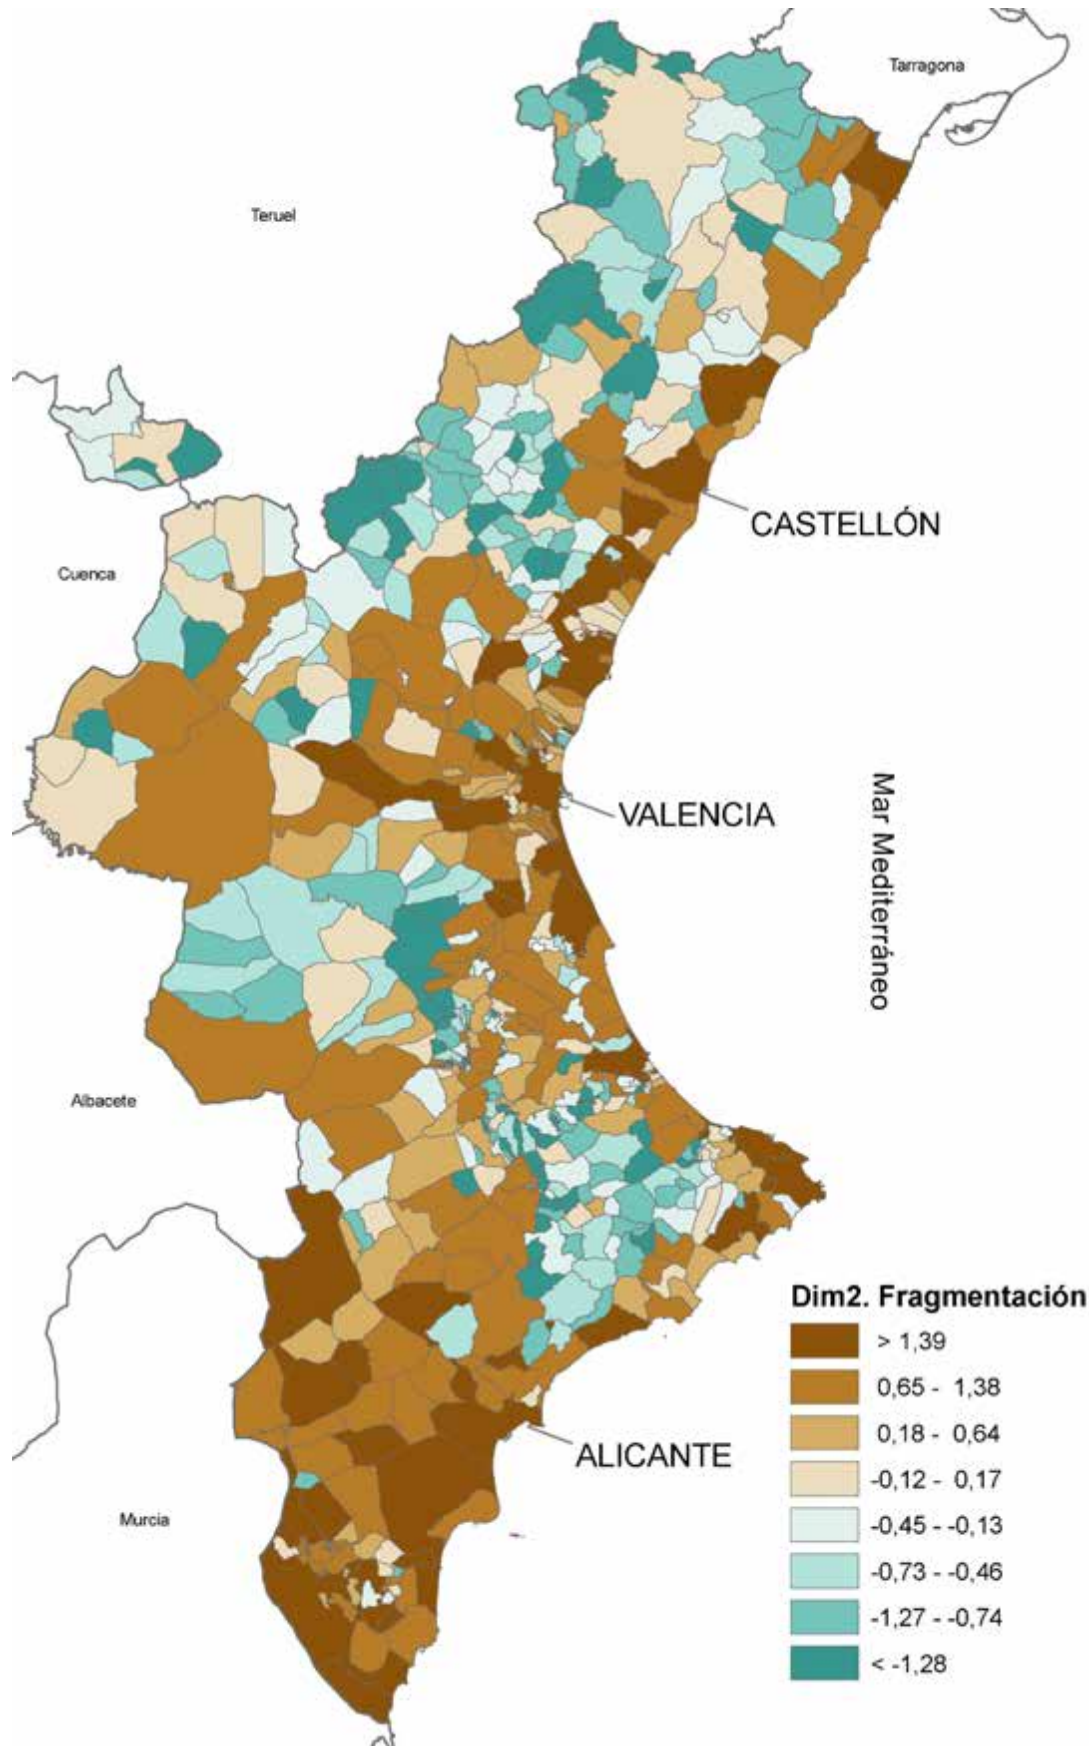 Tarragona
Teruel
CASTELLÓN
Cuenca
VALENCIA
Mar Mediterráneo
Albacete
Dim2. Fragmentación
> 1,39
0,65 - 1,38
0,18 - 0,64
-0,12 - 0,17
-0,45 - -0,13
-0,73 - -0,46
-1,27 - -0,74
< -1,28
ALICANTE
Murcia